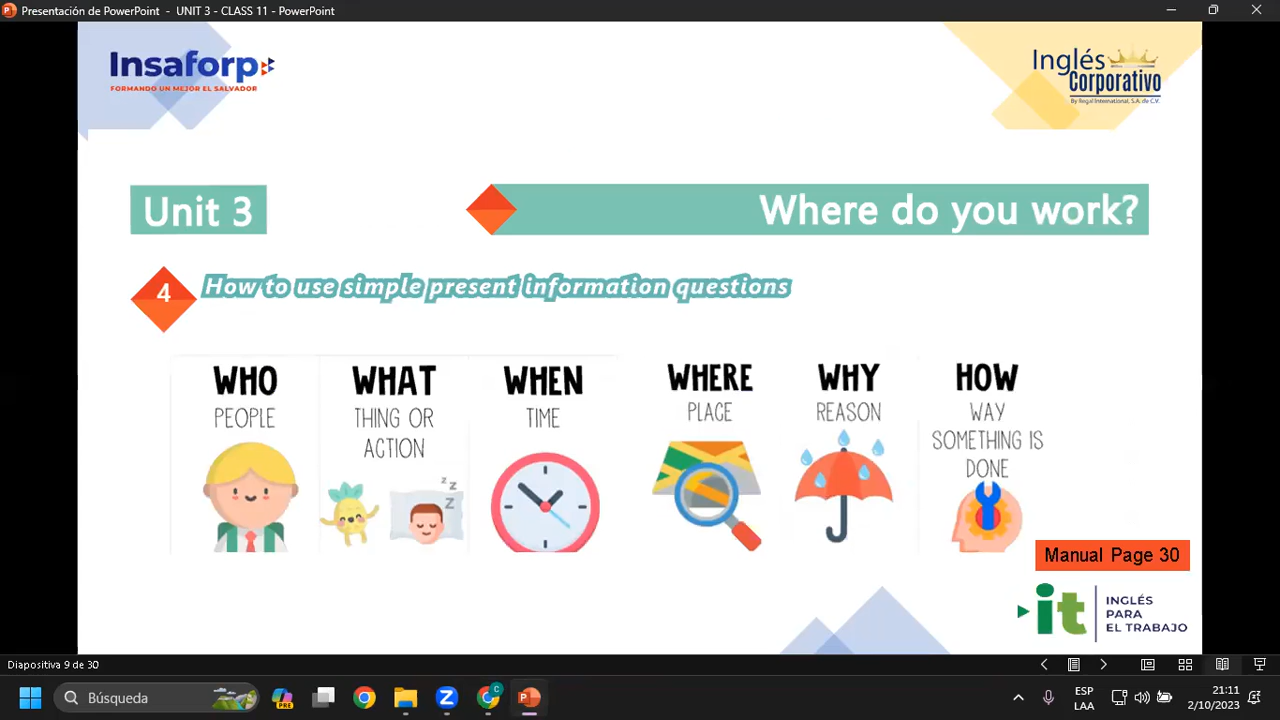 Presentación de PowerPoint - UNIT 3 - CLASS 11 - PowerPoint
Insaforp
FORMANDO UN MEJOR EL SALVADOR
Inglés
Corporativo
By Regal International, S.A. de C.V.
Unit 3
Where do you work?
4
How to use simple present information questions
WHO
PEOPLE
WHAT
THING OR
ACTION
z z
Z
WHEN
TIME
WHERE
PLACE
WHY
REASON
HOW
WAY
SOMETHING IS
DONE
Manual Page 30
it
INGLÉS
PARA
EL TRABAJO
Diapositiva 9 de 30
Búsqueda
PRE
Z
C
P
ESP
LAA
21:11
2/10/2023